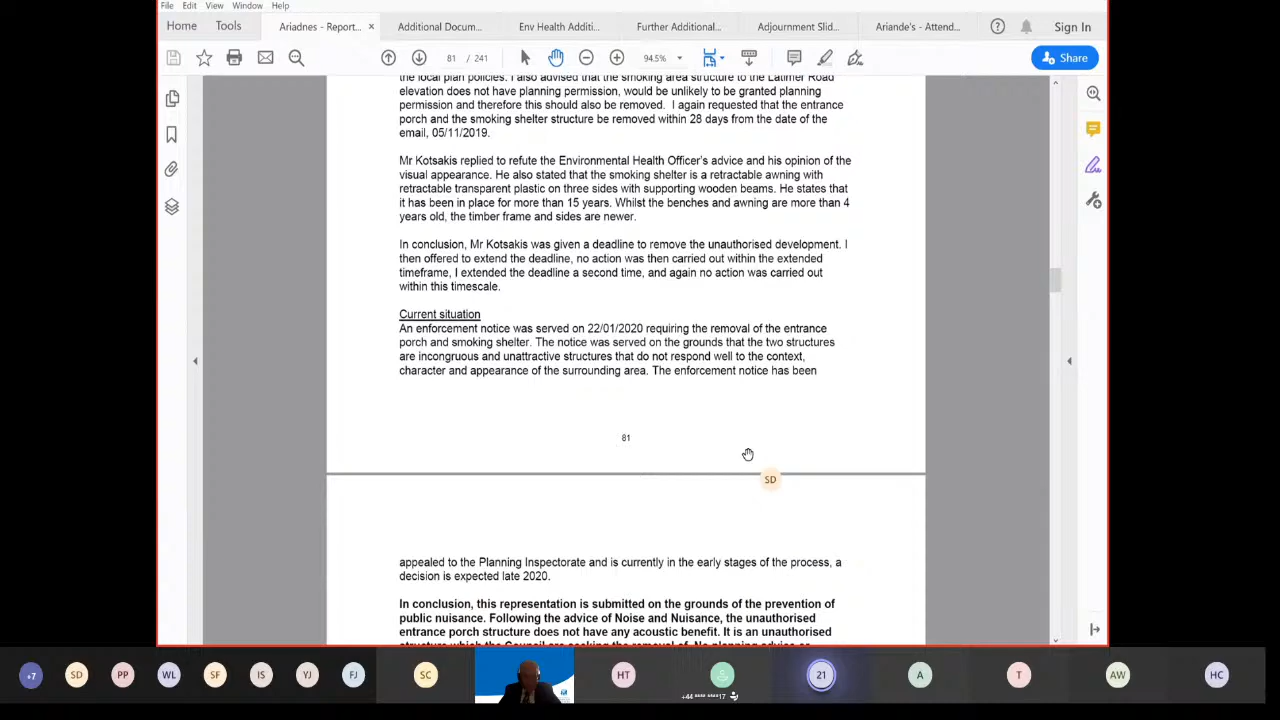 File Edit View Window Help
Home Tools Ariadnes - Report... × Additional Docum... Env Health Additi... Further Additional... Adjournment Slid... Ariande's - Attend... Sign In
81 / 241 94.5% Share
the local plan policies. I also advised that the smoking area structure to the Latimer Road
elevation does not have planning permission, would be unlikely to be granted planning
permission and therefore this should also be removed. I again requested that the entrance
porch and the smoking shelter structure be removed within 28 days from the date of the
email, 05/11/2019.
Mr Kotsakis replied to refute the Environmental Health Officer's advice and his opinion of the
visual appearance. He also stated that the smoking shelter is a retractable awning with
retractable transparent plastic on three sides with supporting wooden beams. He states that
it has been in place for more than 15 years. Whilst the benches and awning are more than 4
years old, the timber frame and sides are newer.
In conclusion, Mr Kotsakis was given a deadline to remove the unauthorised development. I
then offered to extend the deadline, no action was then carried out within the extended
timeframe, I extended the deadline a second time, and again no action was carried out
within this timescale.
Current situation
An enforcement notice was served on 22/01/2020 requiring the removal of the entrance
porch and smoking shelter. The notice was served on the grounds that the two structures
are incongruous and unattractive structures that do not respond well to the context,
character and appearance of the surrounding area. The enforcement notice has been
81
SD
appealed to the Planning Inspectorate and is currently in the early stages of the process, a
decision is expected late 2020.
In conclusion, this representation is submitted on the grounds of the prevention of
public nuisance. Following the advice of Noise and Nuisance, the unauthorised
entrance porch structure does not have any acoustic benefit. It is an unauthorised
structure which the Council are seeking the removal of. No planning advice or
+7 SD PP WL SF IS YJ FJ SC HT 21 A T AW HC
+44 **** ****17